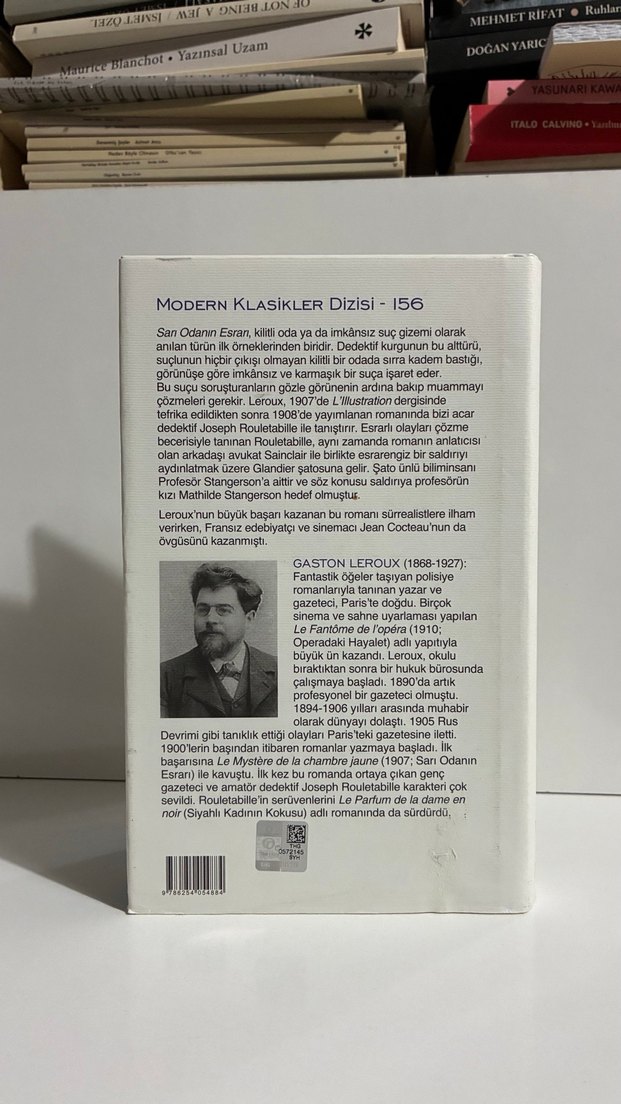 OF NOT BEING A JEW / İSMET ÖZEL
Maurice Blanchot • Yazınsal Uzam
MEHMET RİFAT • Ruhlar
DOĞAN YARIC
YASUNARI KAWA
ITALO CALVINO •
MODERN KLASİKLER DİZİSİ - 156
Sarı Odanın Esrarı, kilitli oda ya da imkânsız suç gizemi olarak
anılan türün ilk örneklerinden biridir. Dedektif kurgunun bu alttürü,
suçlunun hiçbir çıkışı olmayan kilitli bir odada sırra kadem bastığı,
görünüşe göre imkânsız ve karmaşık bir suça işaret eder.
Bu suçu soruşturanların gözle görünenin ardına bakıp muammayı
çözmeleri gerekir. Leroux, 1907'de L'Illustration dergisinde
tefrika edildikten sonra 1908'de yayımlanan romanında bizi acar
dedektif Joseph Rouletabille ile tanıştırır. Esrarlı olayları çözme
becerisiyle tanınan Rouletabille, aynı zamanda romanın anlatıcısı
olan arkadaşı avukat Sainclair ile birlikte esrarengiz bir saldırıyı
aydınlatmak üzere Glandier şatosuna gelir. Şato ünlü biliminsanı
Profesör Stangerson'a aittir ve söz konusu saldırıya profesörün
kızı Mathilde Stangerson hedef olmuştur.
Leroux'nun büyük başarı kazanan bu romanı sürrealistlere ilham
verirken, Fransız edebiyatçı ve sinemacı Jean Cocteau'nun da
övgüsünü kazanmıştı.
GASTON LEROUX (1868-1927):
Fantastik öğeler taşıyan polisiye
romanlarıyla tanınan yazar ve
gazeteci, Paris'te doğdu. Birçok
sinema ve sahne uyarlaması yapılan
Le Fantôme de l'opéra (1910;
Operadaki Hayalet) adlı yapıtıyla
büyük ün kazandı. Leroux, okulu
bıraktıktan sonra bir hukuk bürosunda
çalışmaya başladı. 1890'da artık
profesyonel bir gazeteci olmuştu.
1894-1906 yılları arasında muhabir
olarak dünyayı dolaştı. 1905 Rus
Devrimi gibi tanıklık ettiği olayları Paris'teki gazetesine iletti.
1900'lerin başından itibaren romanlar yazmaya başladı. İlk
başarısına Le Mystère de la chambre jaune (1907; Sarı Odanın
Esrarı) ile kavuştu. İlk kez bu romanda ortaya çıkan genç
gazeteci ve amatör dedektif Joseph Rouletabille karakteri çok
sevildi. Rouletabille'in serüvenlerini Le Parfum de la dame en
noir (Siyahlı Kadının Kokusu) adlı romanında da sürdürdü.
THG
0572145
SYH
9 786254 054884